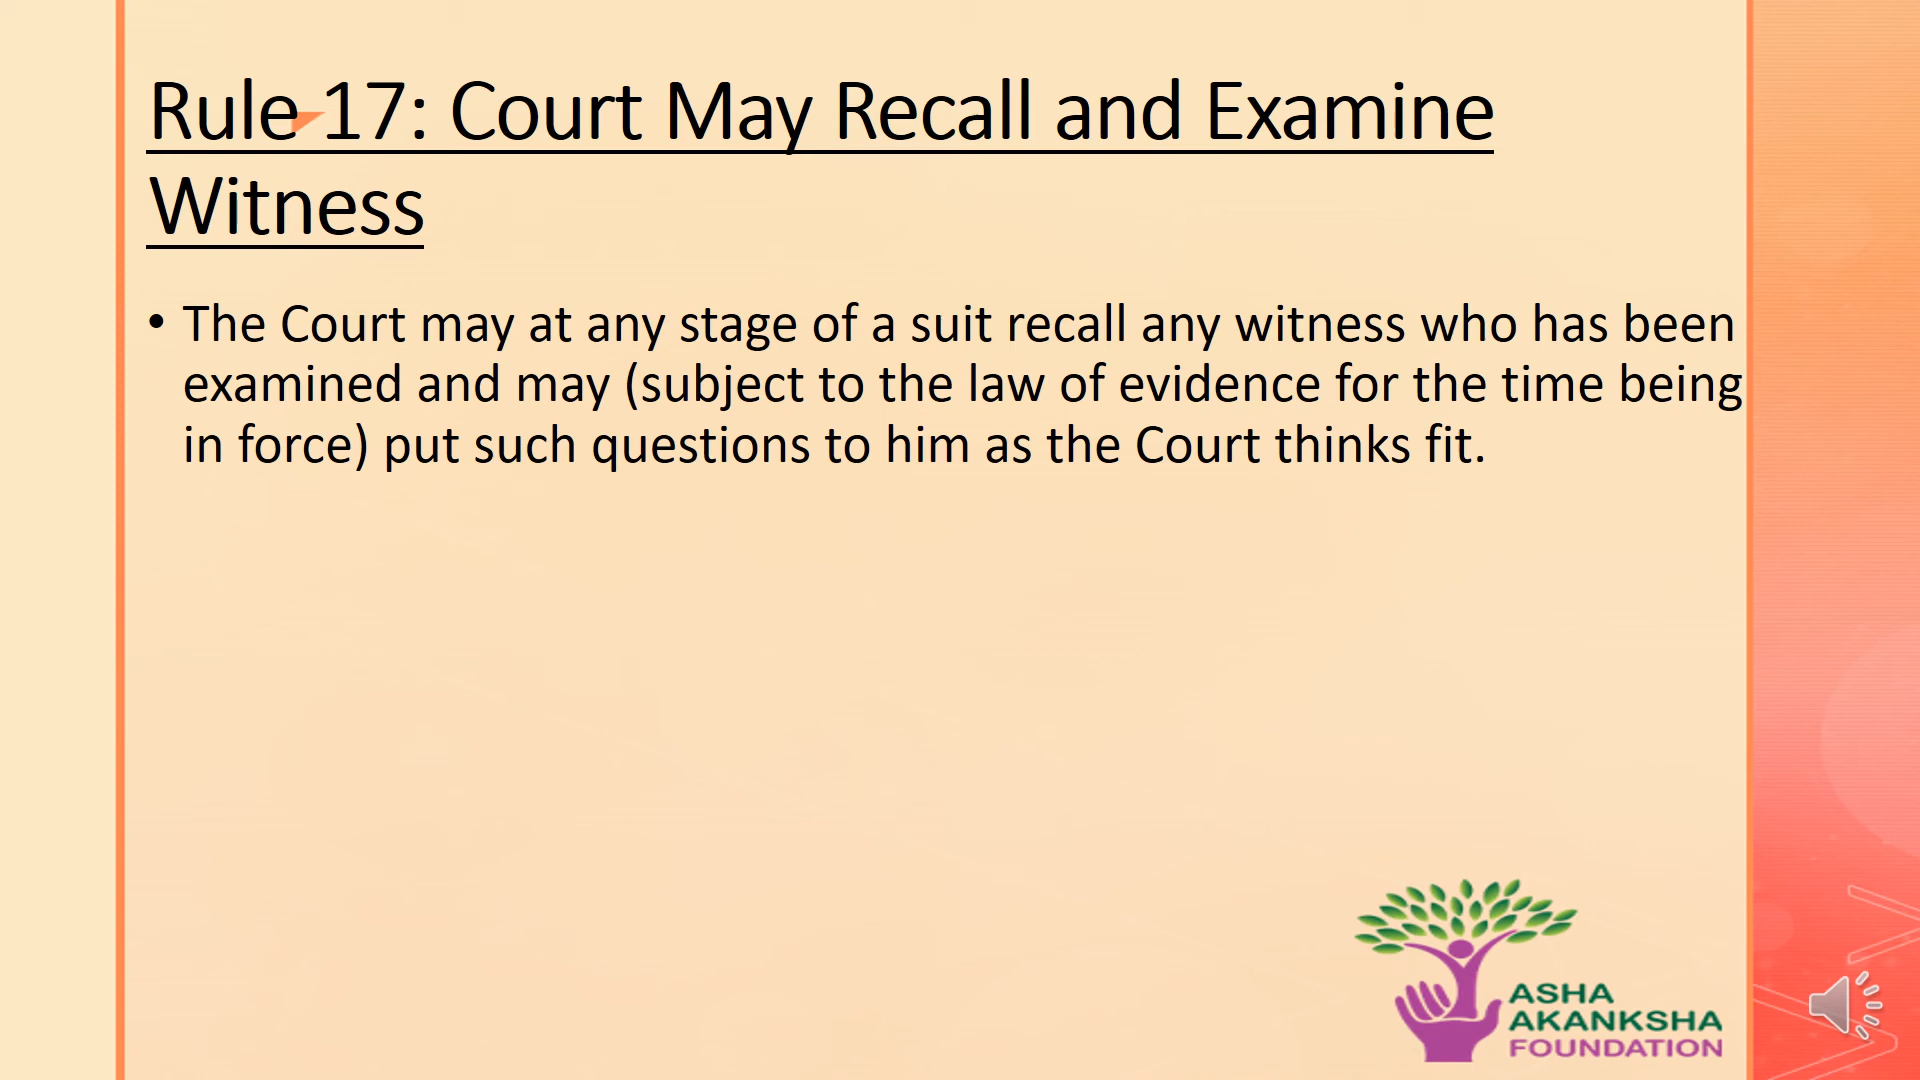 Rule 17: Court May Recall and Examine
Witness
• The Court may at any stage of a suit recall any witness who has been
examined and may (subject to the law of evidence for the time being
in force) put such questions to him as the Court thinks fit.
ASHA
AKANKSHA
FOUNDATION